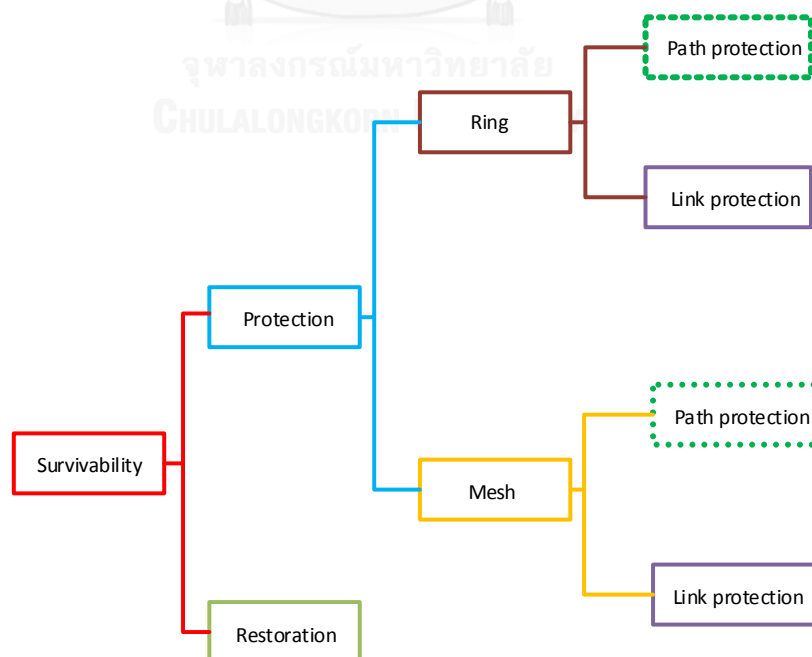 จุฬาลงกรณ์มหาวิทยาลัย
CHULALONGKORN
Path protection
Ring
Link protection
Protection
Path protection
Survivability
Mesh
Link protection
Restoration